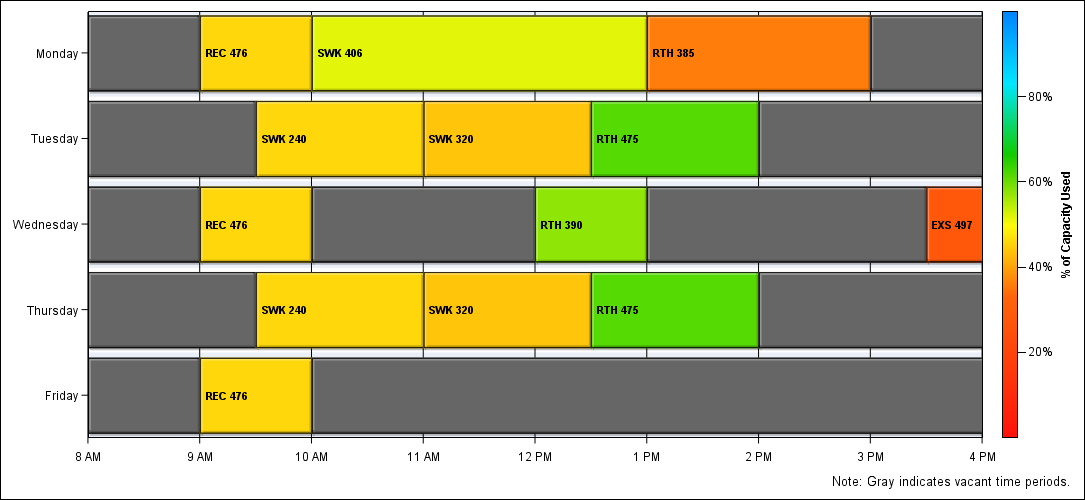 Monday
REC 476
SWK 406
RTH 385
Tuesday
SWK 240
SWK 320
RTH 475
Wednesday
REC 476
RTH 390
EXS 497
Thursday
SWK 240
SWK 320
RTH 475
Friday
REC 476
8 AM 9 AM 10 AM 11 AM 12 PM 1 PM 2 PM 3 PM 4 PM
80%
60%
40%
20%
% of Capacity Used
Note: Gray indicates vacant time periods.